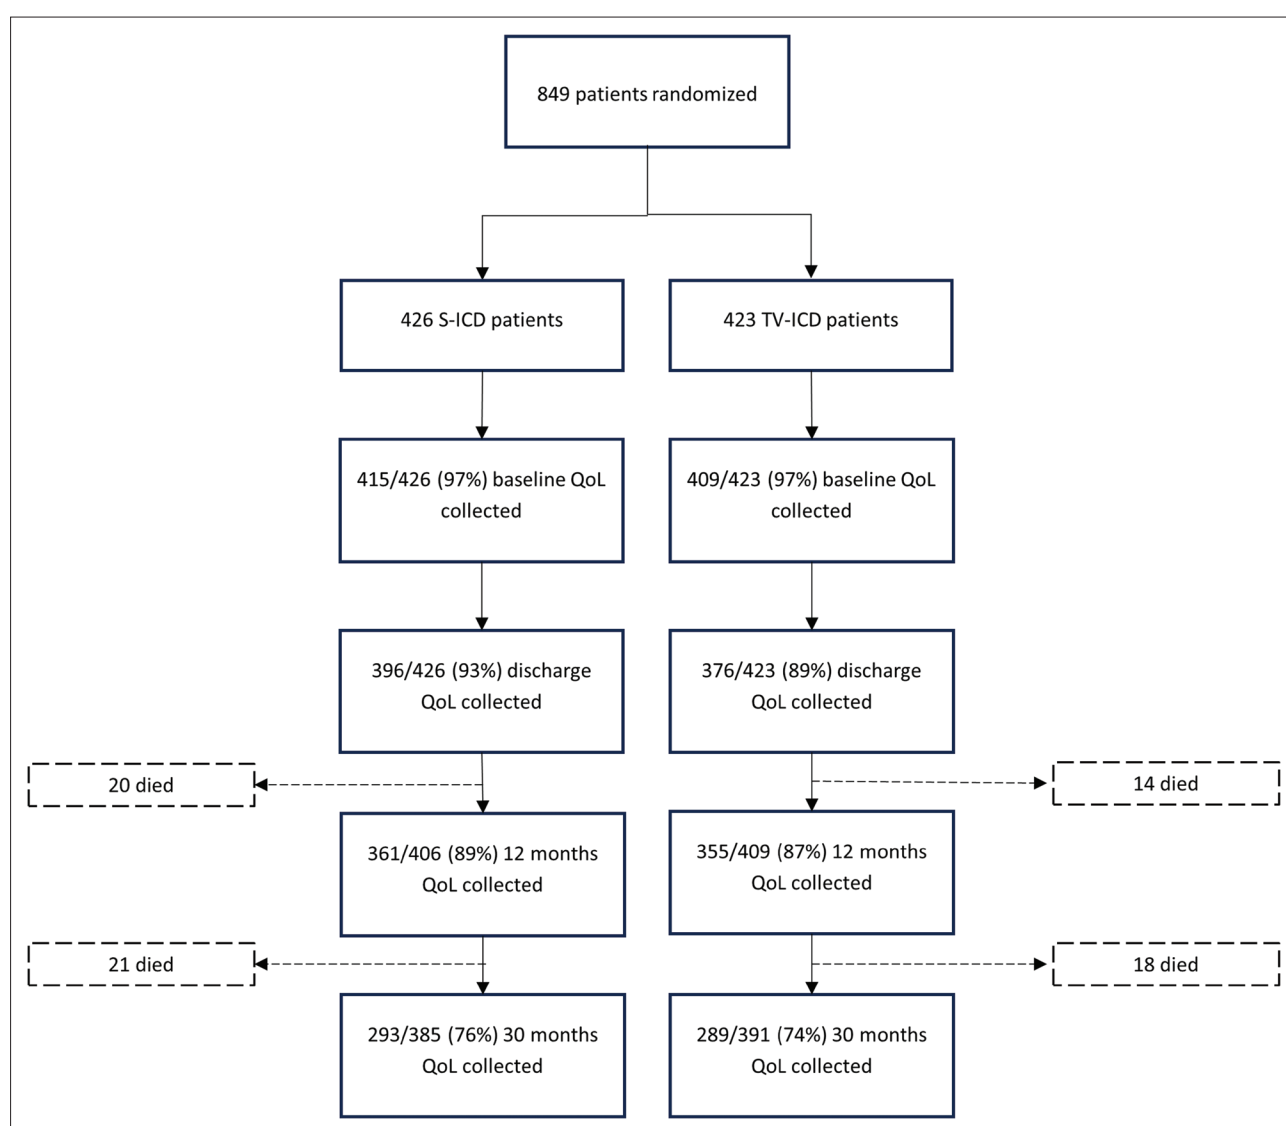 849 patients randomized
426 S-ICD patients
423 TV-ICD patients
415/426 (97%) baseline QoL
collected
409/423 (97%) baseline QoL
collected
396/426 (93%) discharge
QoL collected
376/423 (89%) discharge
QoL collected
20 died
14 died
361/406 (89%) 12 months
QoL collected
355/409 (87%) 12 months
QoL collected
21 died
18 died
293/385 (76%) 30 months
QoL collected
289/391 (74%) 30 months
QoL collected